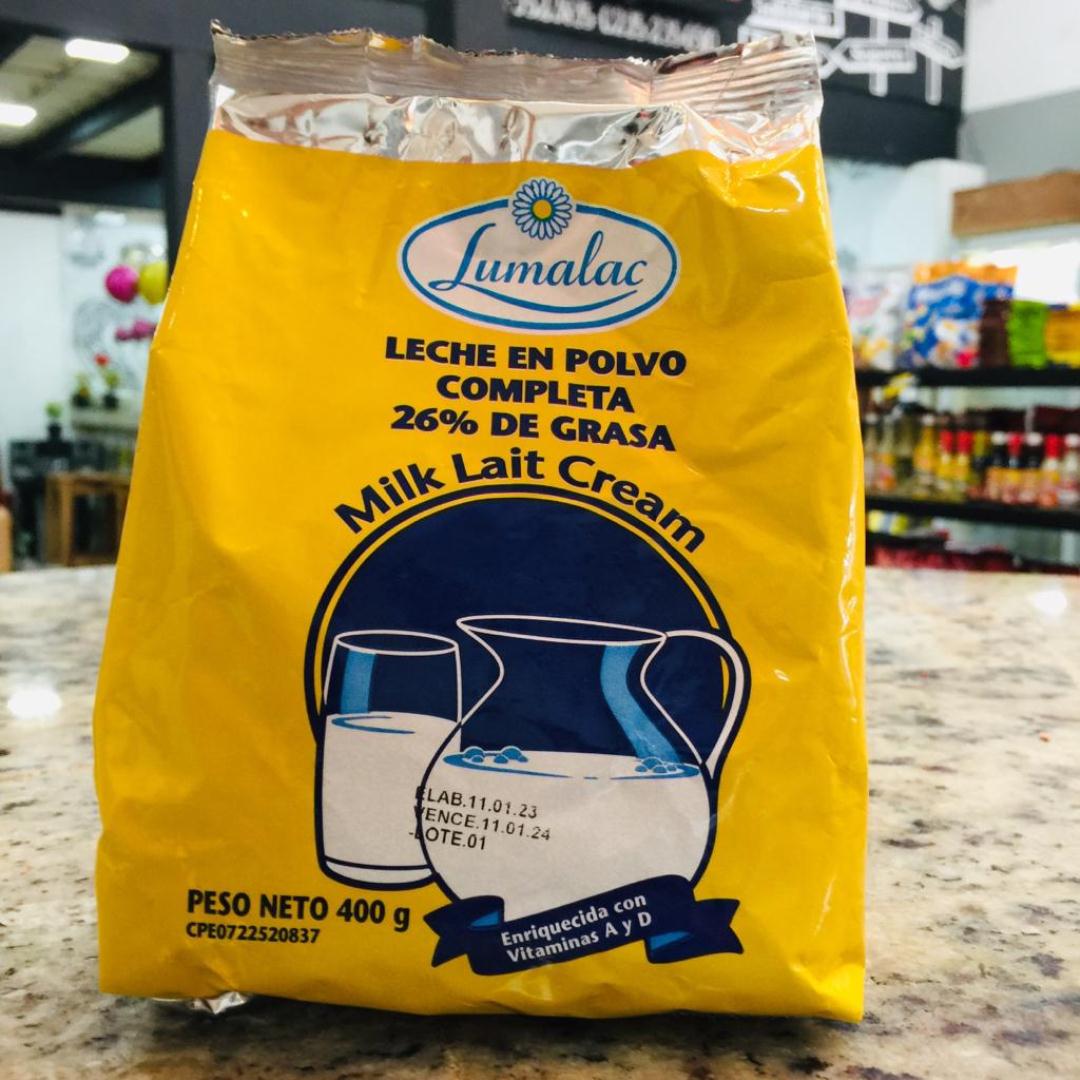 Lumalac
LECHE EN POLVO
COMPLETA
26% DE GRASA
Milk Lait Cream
ELAB.11.01.23
VENCE.11.01.24
LOTE.01
PESO NETO 400 g
CPE0722520837
Enriquecida con
Vitaminas A y D